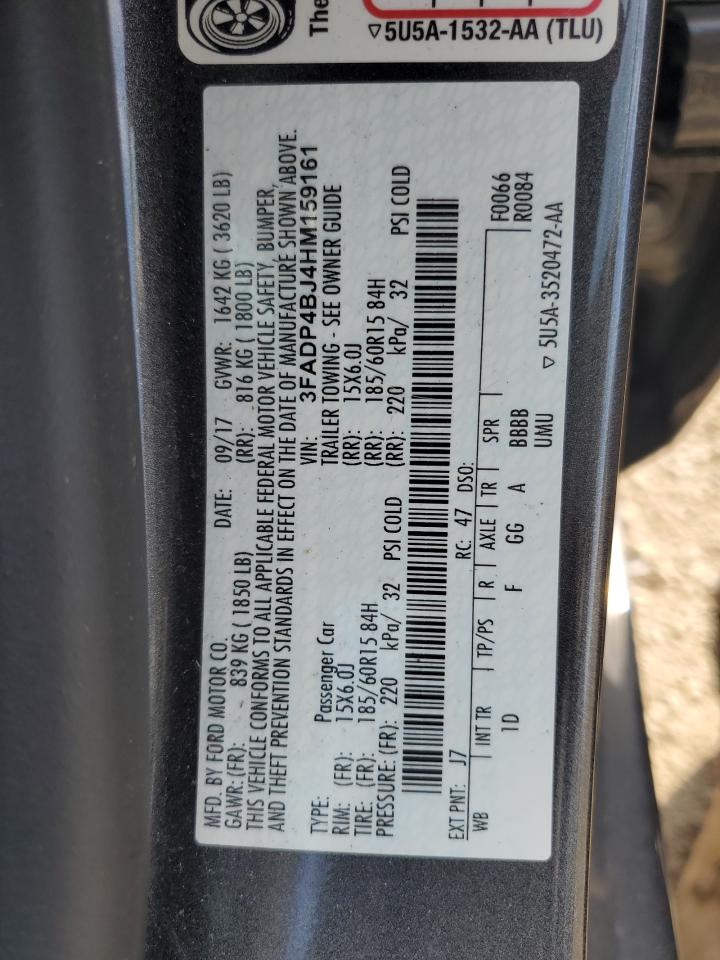 The
▽5U5A-1532-AA (TLU)
MFD. BY FORD MOTOR CO.
DATE: 09/17 GVWR: 1642 KG ( 3620 LB)
GAWR: (FR): 839 KG ( 1850 LB) (RR): 816 KG ( 1800 LB)
THIS VEHICLE CONFORMS TO ALL APPLICABLE FEDERAL MOTOR VEHICLE SAFETY, BUMPER,
AND THEFT PREVENTION STANDARDS IN EFFECT ON THE DATE OF MANUFACTURE SHOWN ABOVE.
VIN: 3FADP4BJ4HM159161
TYPE: Passenger Car TRAILER TOWING - SEE OWNER GUIDE
RIM: (FR): 15X6.0J (RR): 15X6.0J
TIRE: (FR): 185/60R15 84H (RR): 185/60R15 84H
PRESSURE: (FR): 220 kPa/ 32 PSI COLD (RR): 220 kPa/ 32 PSI COLD
EXT PNT: J7 RC: 47 DSO:
WB INT TR TP/PS R AXLE TR SPR F0066
1D F GG A BBBB R0084
UMU
▽ 5U5A-3520472-AA